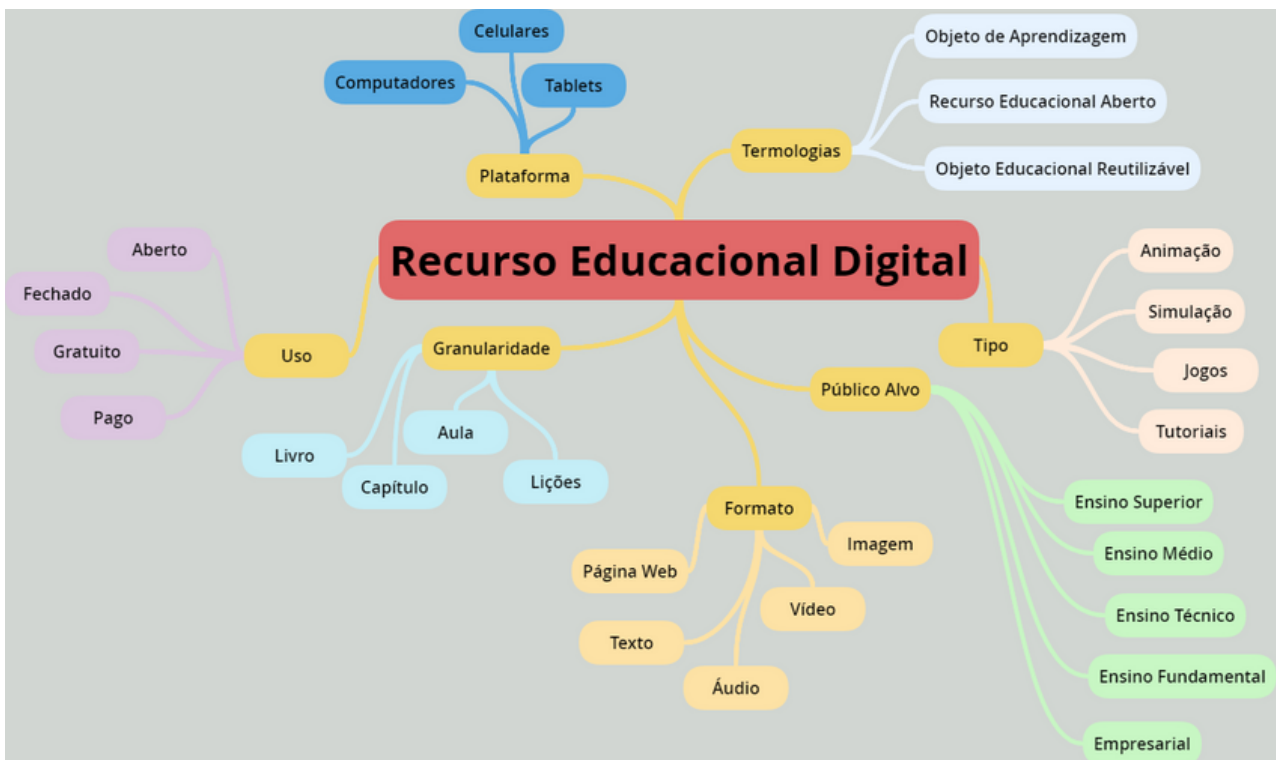 Celulares
Computadores
Tablets
Plataforma
Objeto de Aprendizagem
Recurso Educacional Aberto
Objeto Educacional Reutilizável
Termologias
Recurso Educacional Digital
Aberto
Fechado
Gratuito
Pago
Uso
Granularidade
Livro
Capítulo
Aula
Lições
Formato
Página Web
Texto
Áudio
Vídeo
Imagem
Público Alvo
Ensino Superior
Ensino Médio
Ensino Técnico
Ensino Fundamental
Empresarial
Tipo
Animação
Simulação
Jogos
Tutoriais